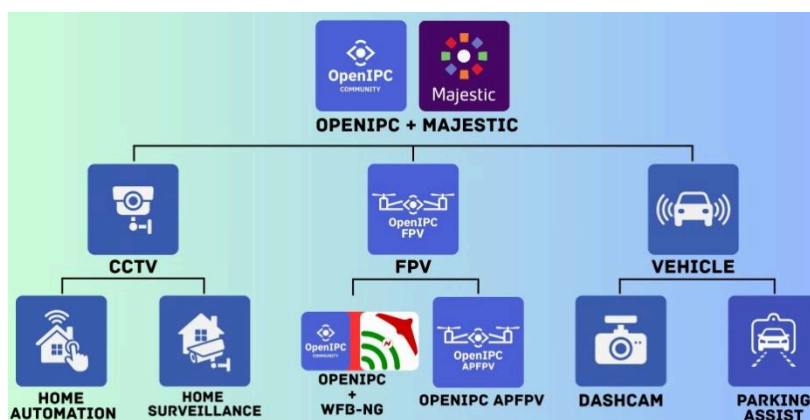 OpenIPC
COMMUNITY
Majestic
OPENIPC + MAJESTIC
OpenIPC
FPV
CCTV
FPV
VEHICLE
OpenIPC
COMMUNITY
OpenIPC
APFPV
HOME
AUTOMATION
HOME
SURVEILLANCE
OPENIPC
+
WFB-NG
OPENIPC APFPV
DASHCAM
PARKING
ASSIST